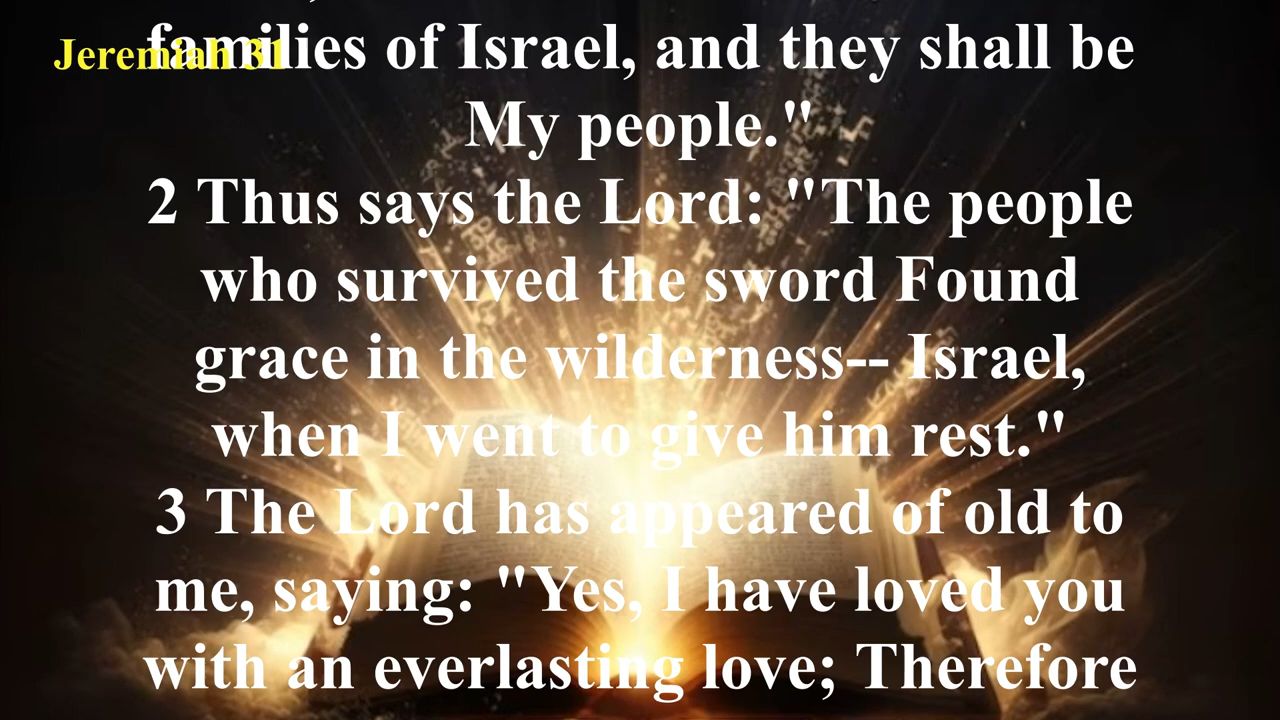 Jeremiah 31
families of Israel, and they shall be
My people."
2 Thus says the Lord: "The people
who survived the sword Found
grace in the wilderness-- Israel,
when I went to give him rest."
3 The Lord has appeared of old to
me, saying: "Yes, I have loved you
with an everlasting love; Therefore